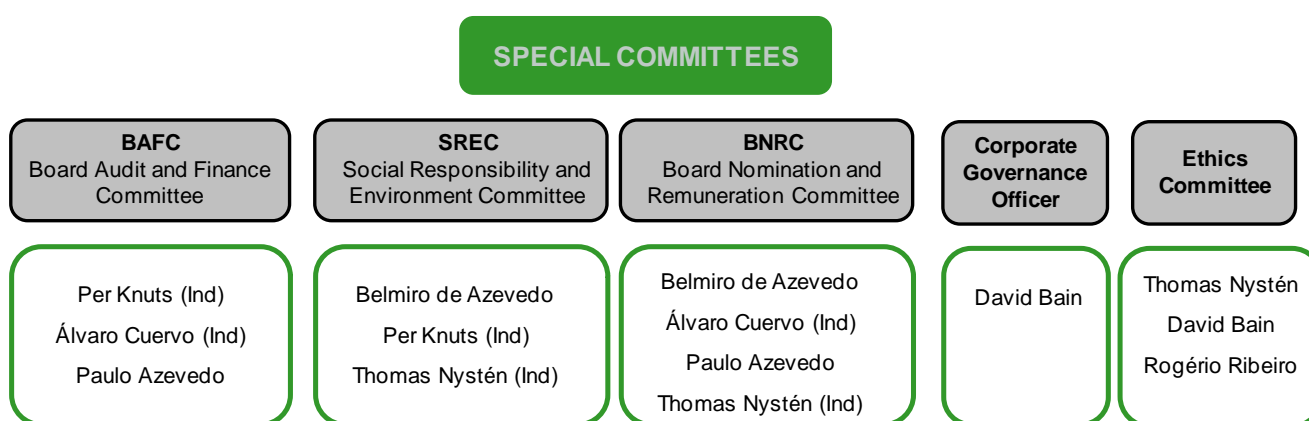 SPECIAL COMMITTEES
BAFC
Board Audit and Finance
Committee
SREC
Social Responsibility and
Environment Committee
BNRC
Board Nomination and
Remuneration Committee
Corporate
Governance
Officer
Ethics
Committee
Per Knuts (Ind)
Álvaro Cuervo (Ind)
Paulo Azevedo
Belmiro de Azevedo
Per Knuts (Ind)
Thomas Nystén (Ind)
Belmiro de Azevedo
Álvaro Cuervo (Ind)
Paulo Azevedo
Thomas Nystén (Ind)
David Bain
Thomas Nystén
David Bain
Rogério Ribeiro